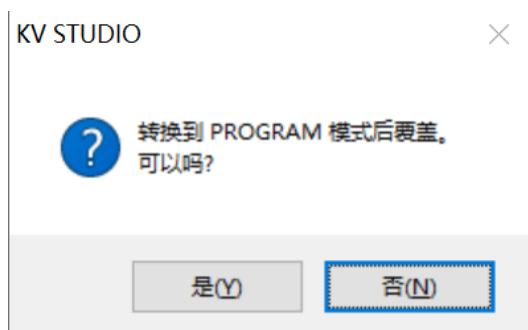 KV STUDIO
转换到 PROGRAM 模式后覆盖。
可以吗?
是(Y)
否(N)